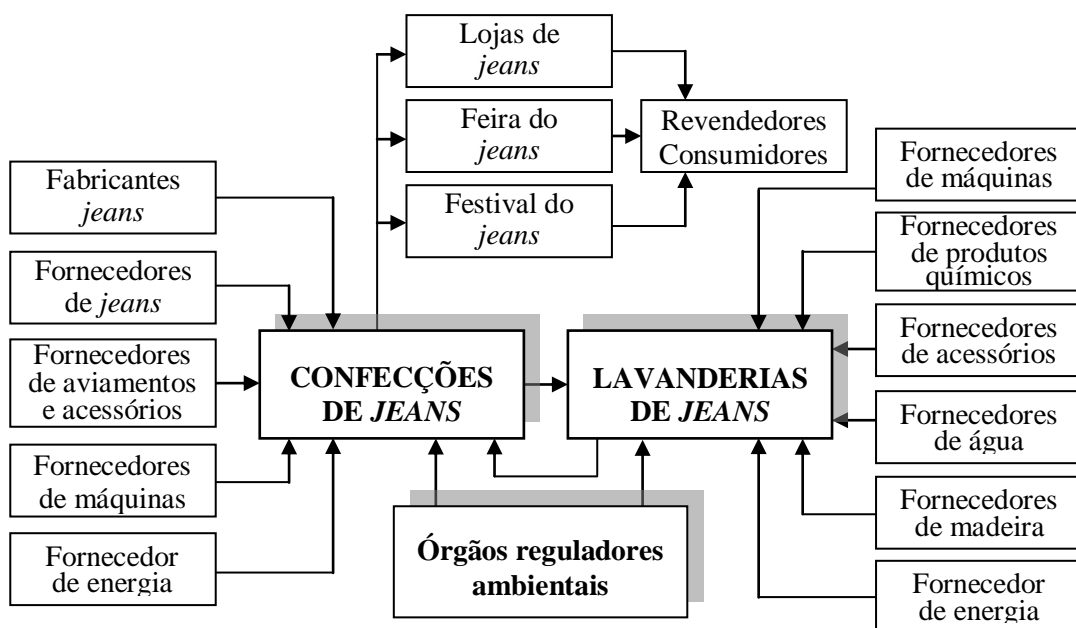 Lojas de
jeans
Feira do
jeans
Festival do
jeans
Revendedores
Consumidores
Fabricantes
jeans
Fornecedores
de jeans
Fornecedores
de aviamentos
e acessórios
Fornecedores
de máquinas
Fornecedor
de energia
CONFECÇÕES
DE JEANS
LAVANDERIAS
DE JEANS
Órgãos reguladores
ambientais
Fornecedores
de máquinas
Fornecedores
de produtos
químicos
Fornecedores
de acessórios
Fornecedores
de água
Fornecedores
de madeira
Fornecedor
de energia